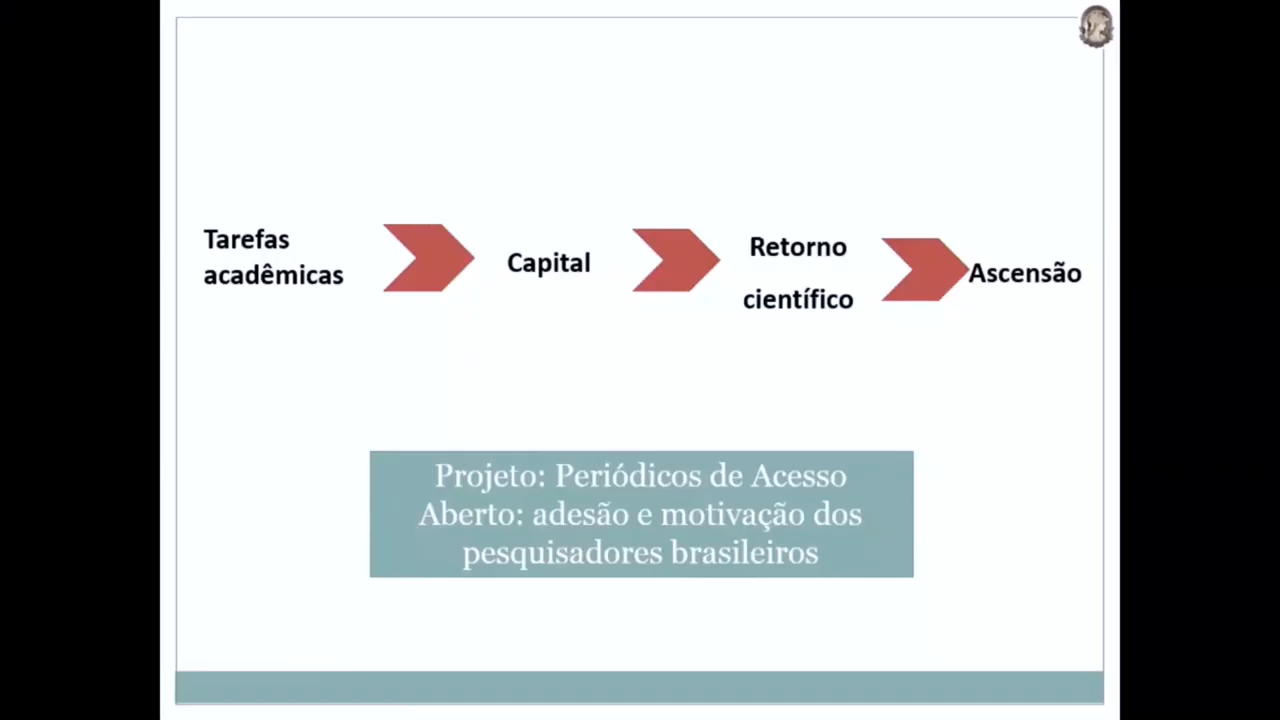 Tarefas
acadêmicas
Capital
Retorno
científico
Ascensão
Projeto: Periódicos de Acesso
Aberto: adesão e motivação dos
pesquisadores brasileiros